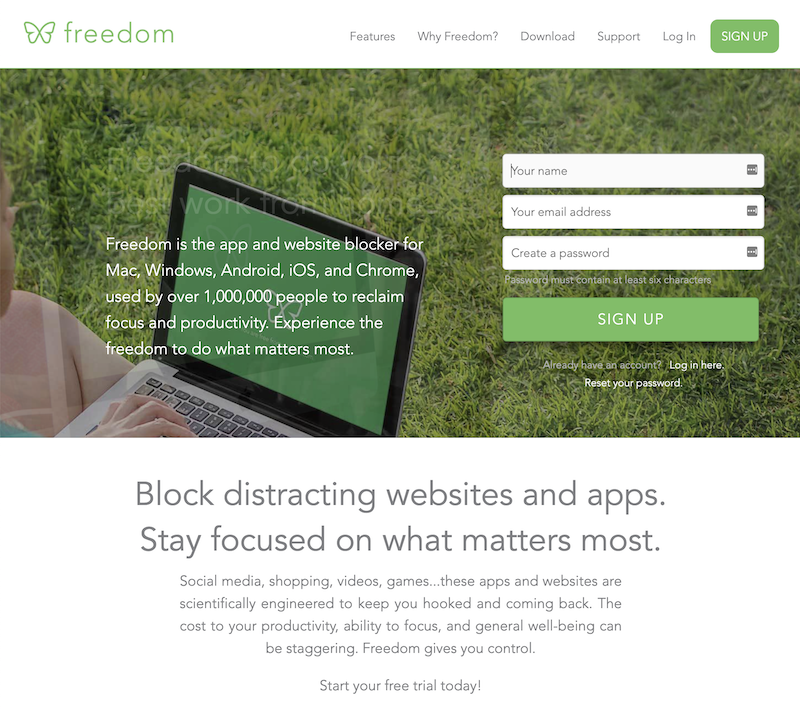 freedom
Features
Why Freedom?
Download
Support
Log In
SIGN UP
Freedom is the app and website blocker for
Mac, Windows, Android, iOS, and Chrome,
used by over 1,000,000 people to reclaim
focus and productivity. Experience the
freedom to do what matters most.
Your name
Your email address
Create a password
Password must contain at least six characters
SIGN UP
Already have an account? Log in here.
Reset your password.
Block distracting websites and apps.
Stay focused on what matters most.
Social media, shopping, videos, games...these apps and websites are
scientifically engineered to keep you hooked and coming back. The
cost to your productivity, ability to focus, and general well-being can
be staggering. Freedom gives you control.
Start your free trial today!